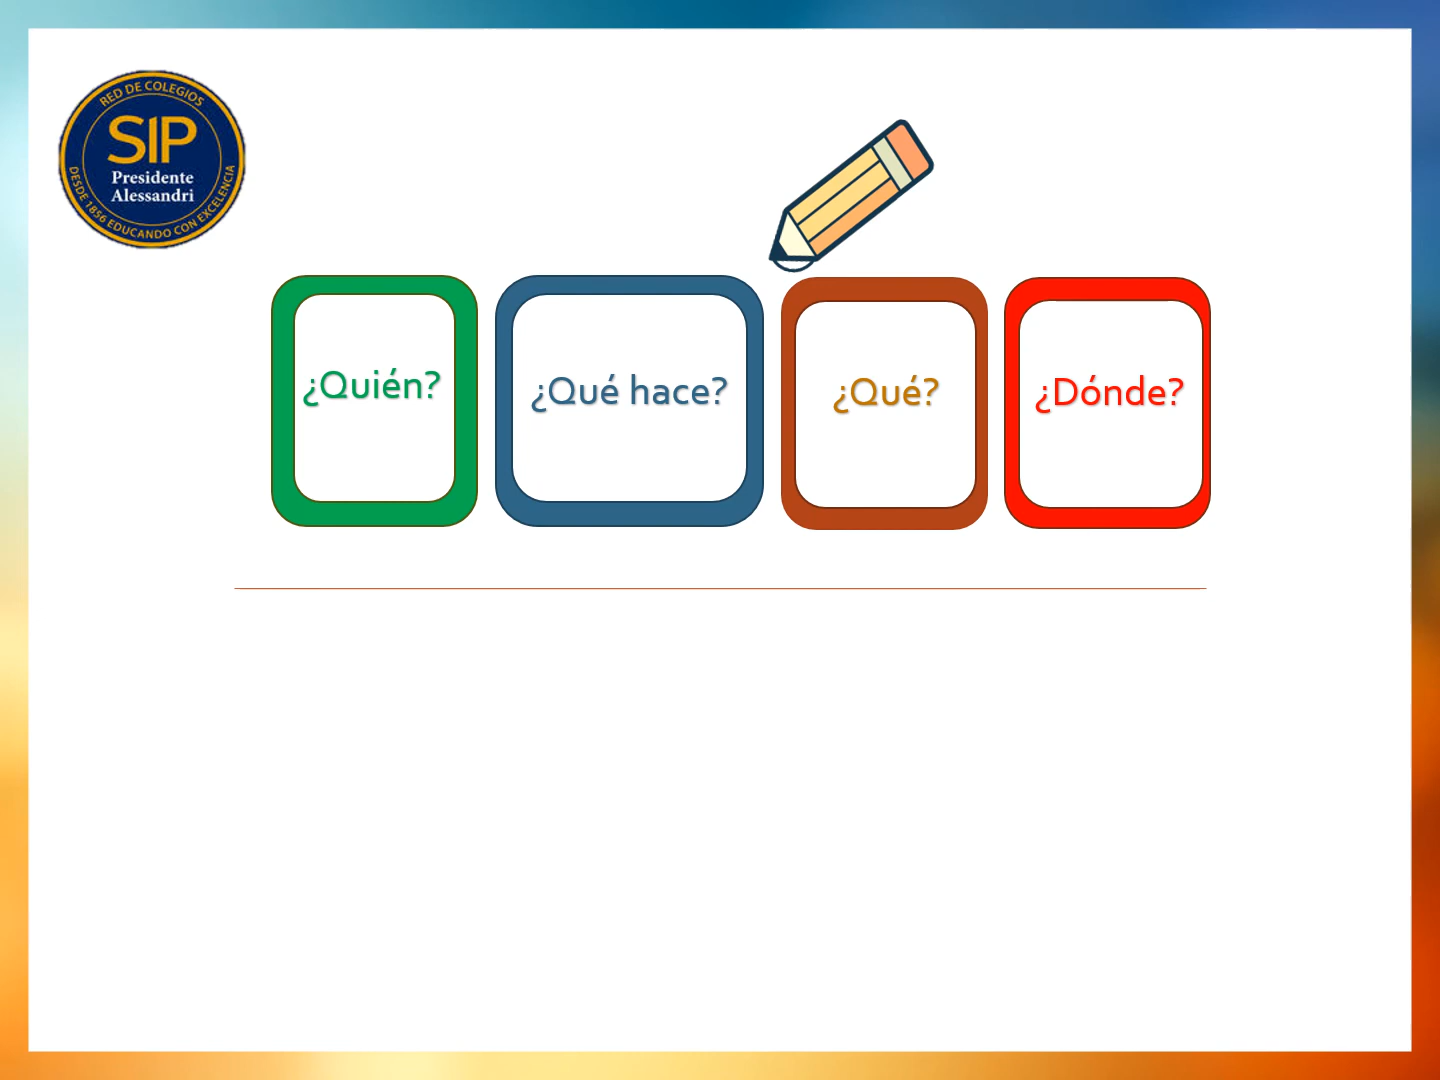 RED DE COLEGIOS
SIP
Presidente
Alessandri
DESDE 1856 EDUCANDO CON EXCELENCIA
¿Quién?
¿Qué hace?
¿Qué?
¿Dónde?